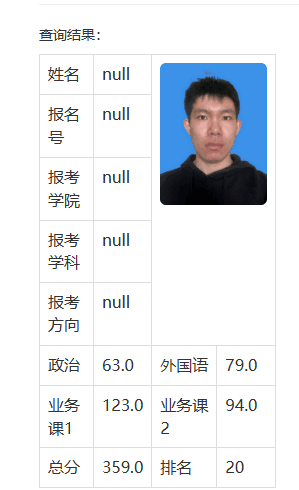 查询结果：
姓名 null
报名 null
号
报考 null
学院
报考 null
学科
报考 null
方向
政治 63.0 外国语 79.0
业务 123.0 业务课 94.0
课1 2
总分 359.0 排名 20